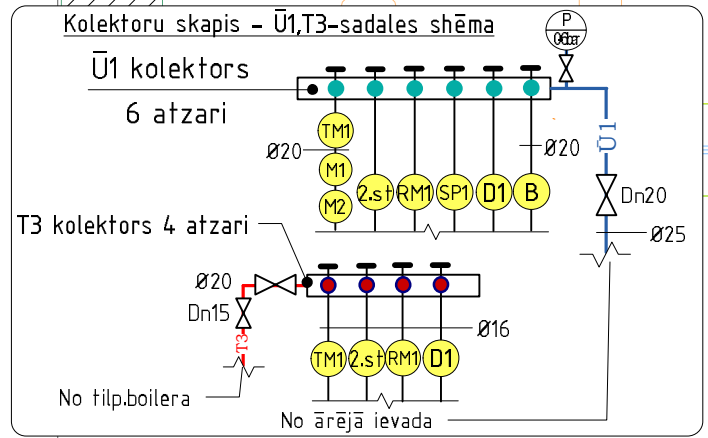 Kolektoru skapis - Ū1,T3-sadales shēma
P
0-6bar
Ū1 kolektors
6 atzari
TM1
Ø20
M1
M2
2.st
RM1
SP1
D1
B
Ø20
Ū1
Dn20
Ø25
T3 kolektors 4 atzari
Ø20
Dn15
T3
Ø16
TM1
2.st
RM1
D1
No tilp.boilera
No ārējā ievada